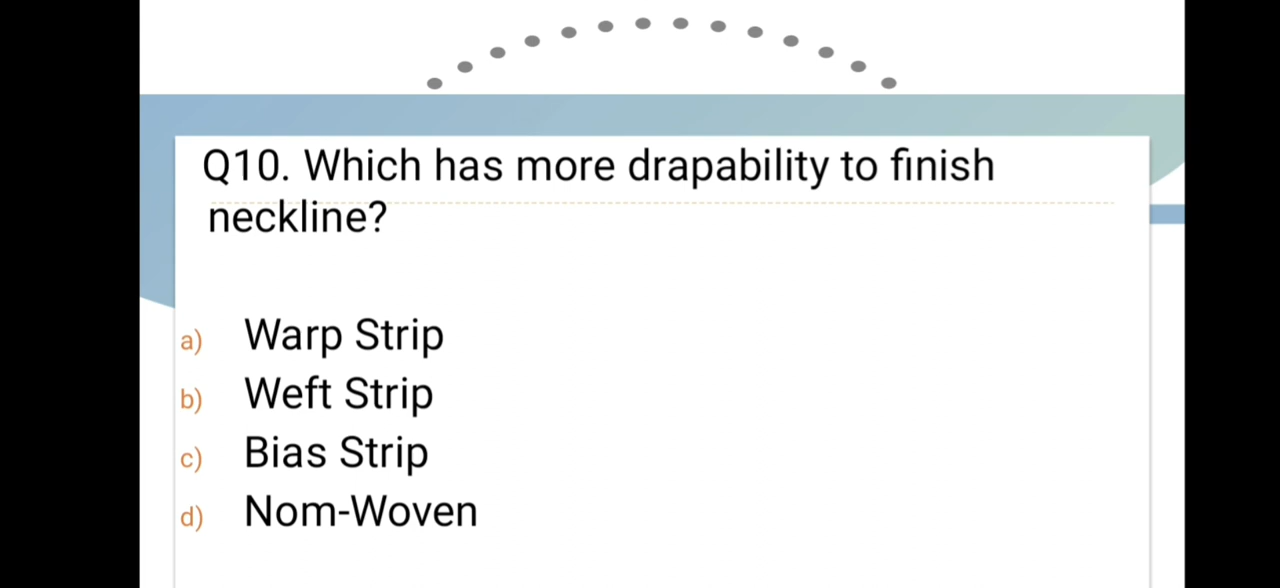 Q10. Which has more drapability to finish
neckline?
a) Warp Strip
b) Weft Strip
c) Bias Strip
d) Nom-Woven